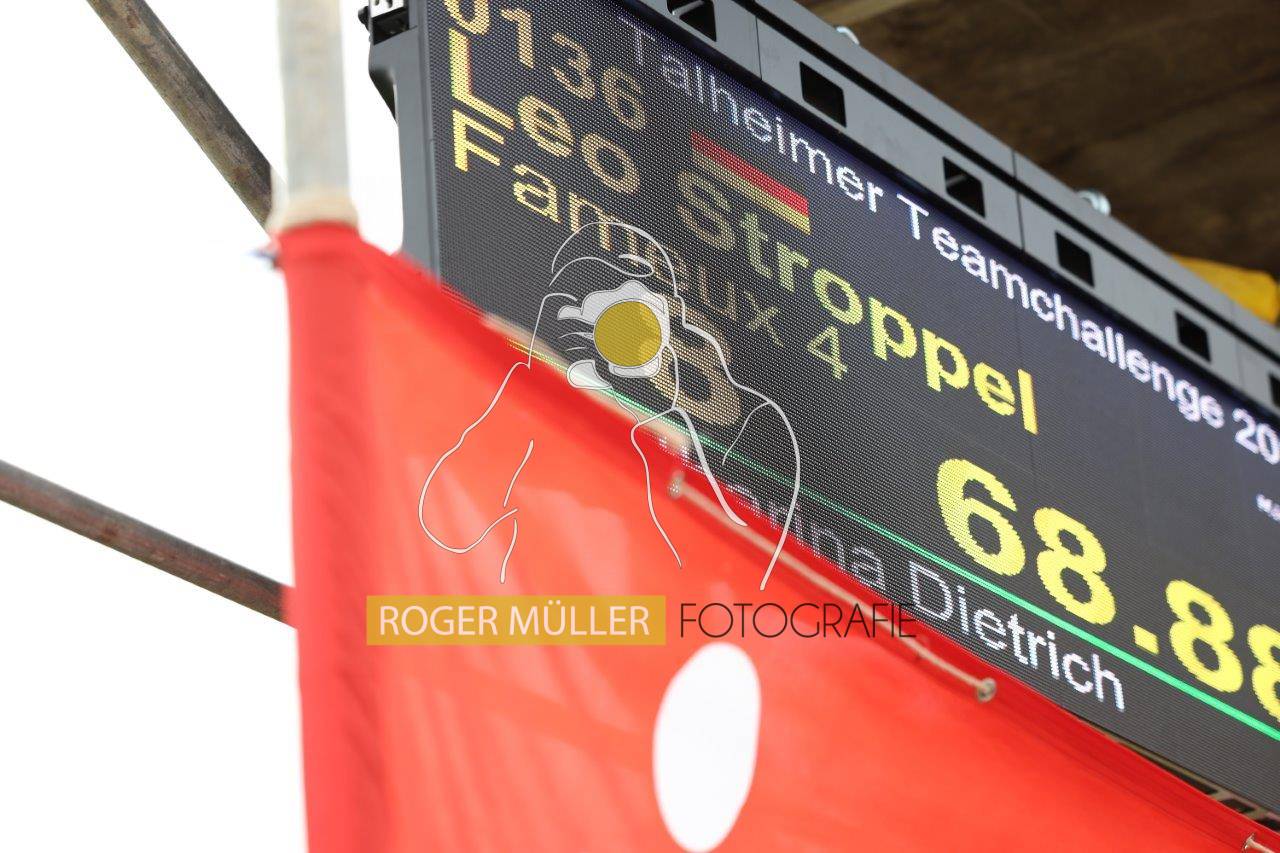 Talheimer Teamchallenge 20
0136
Leo Stroppel
Fameux 4
68.88
Dietrich
ROGER MÜLLER FOTOGRAFIE